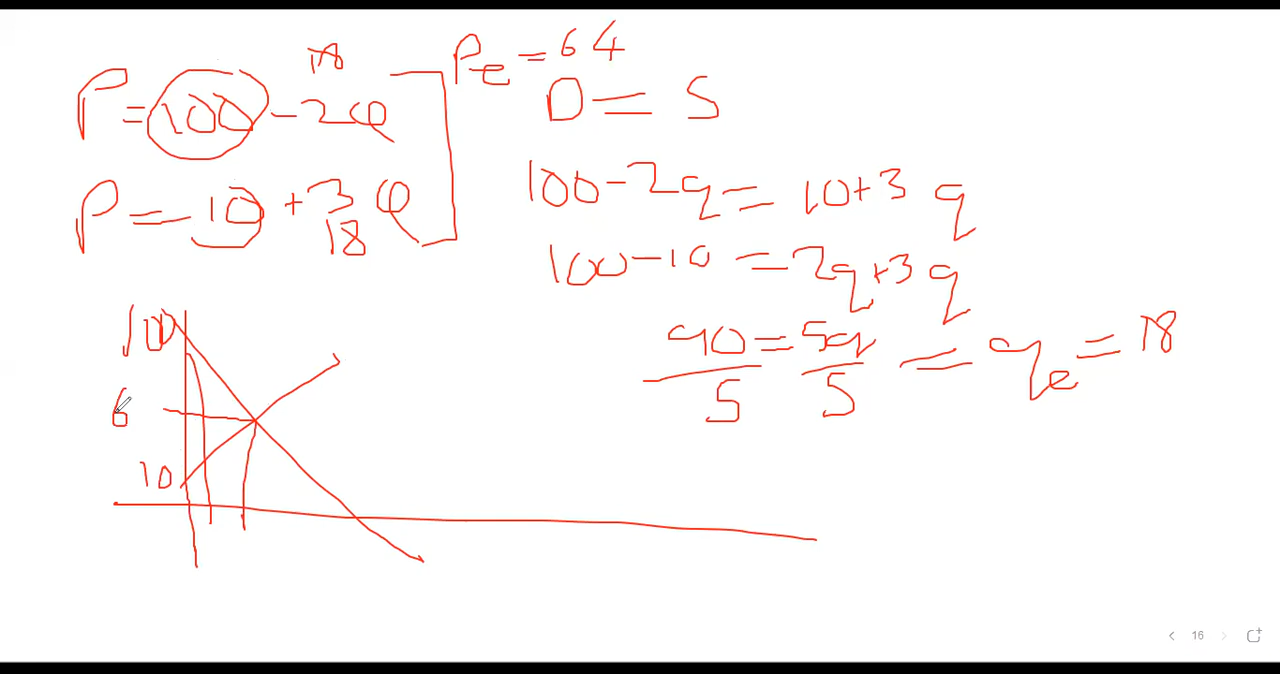 P = 100 - 2Q
18
P = 10 + 3Q
18
Pe = 64
D = S
100 - 2q = 10 + 3q
100 - 10 = 2q + 3q
90/5 = 5q/5 = qe = 18
100
6
10
16